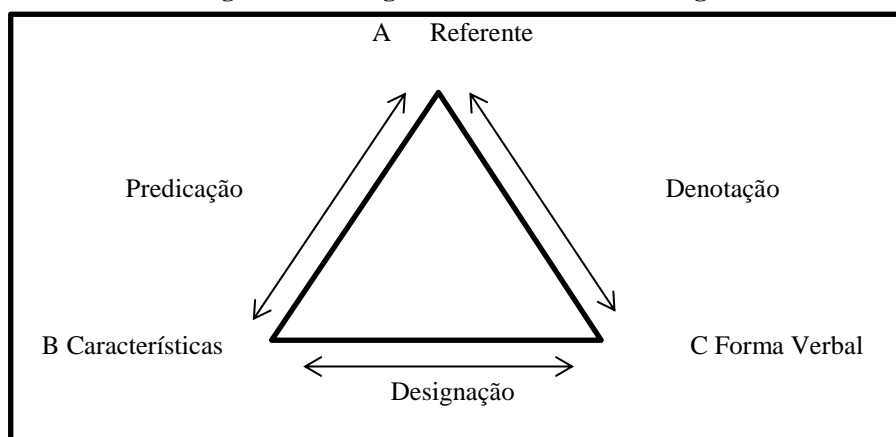 A Referente
Predicação Denotação
B Características C Forma Verbal
Designação